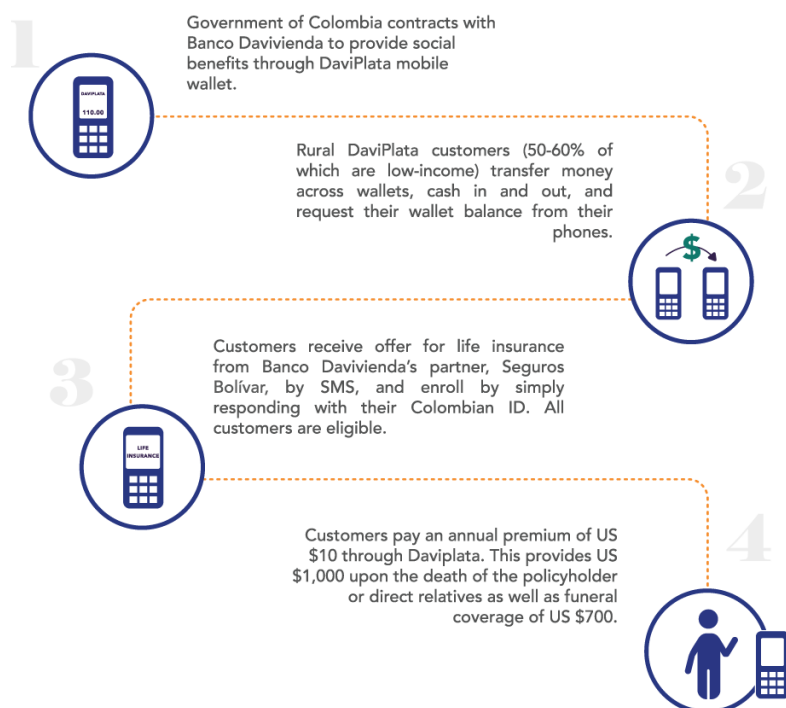 1
Government of Colombia contracts with
Banco Davivienda to provide social
benefits through DaviPlata mobile
wallet.
DAVIPLATA
110.00
Rural DaviPlata customers (50-60% of
which are low-income) transfer money
across wallets, cash in and out, and
request their wallet balance from their
phones.
2
$
Customers receive offer for life insurance
from Banco Davivienda's partner, Seguros
Bolívar, by SMS, and enroll by simply
responding with their Colombian ID. All
customers are eligible.
3
LIFE
INSURANCE
Customers pay an annual premium of US
$10 through Daviplata. This provides US
$1,000 upon the death of the policyholder
or direct relatives as well as funeral
coverage of US $700.
4